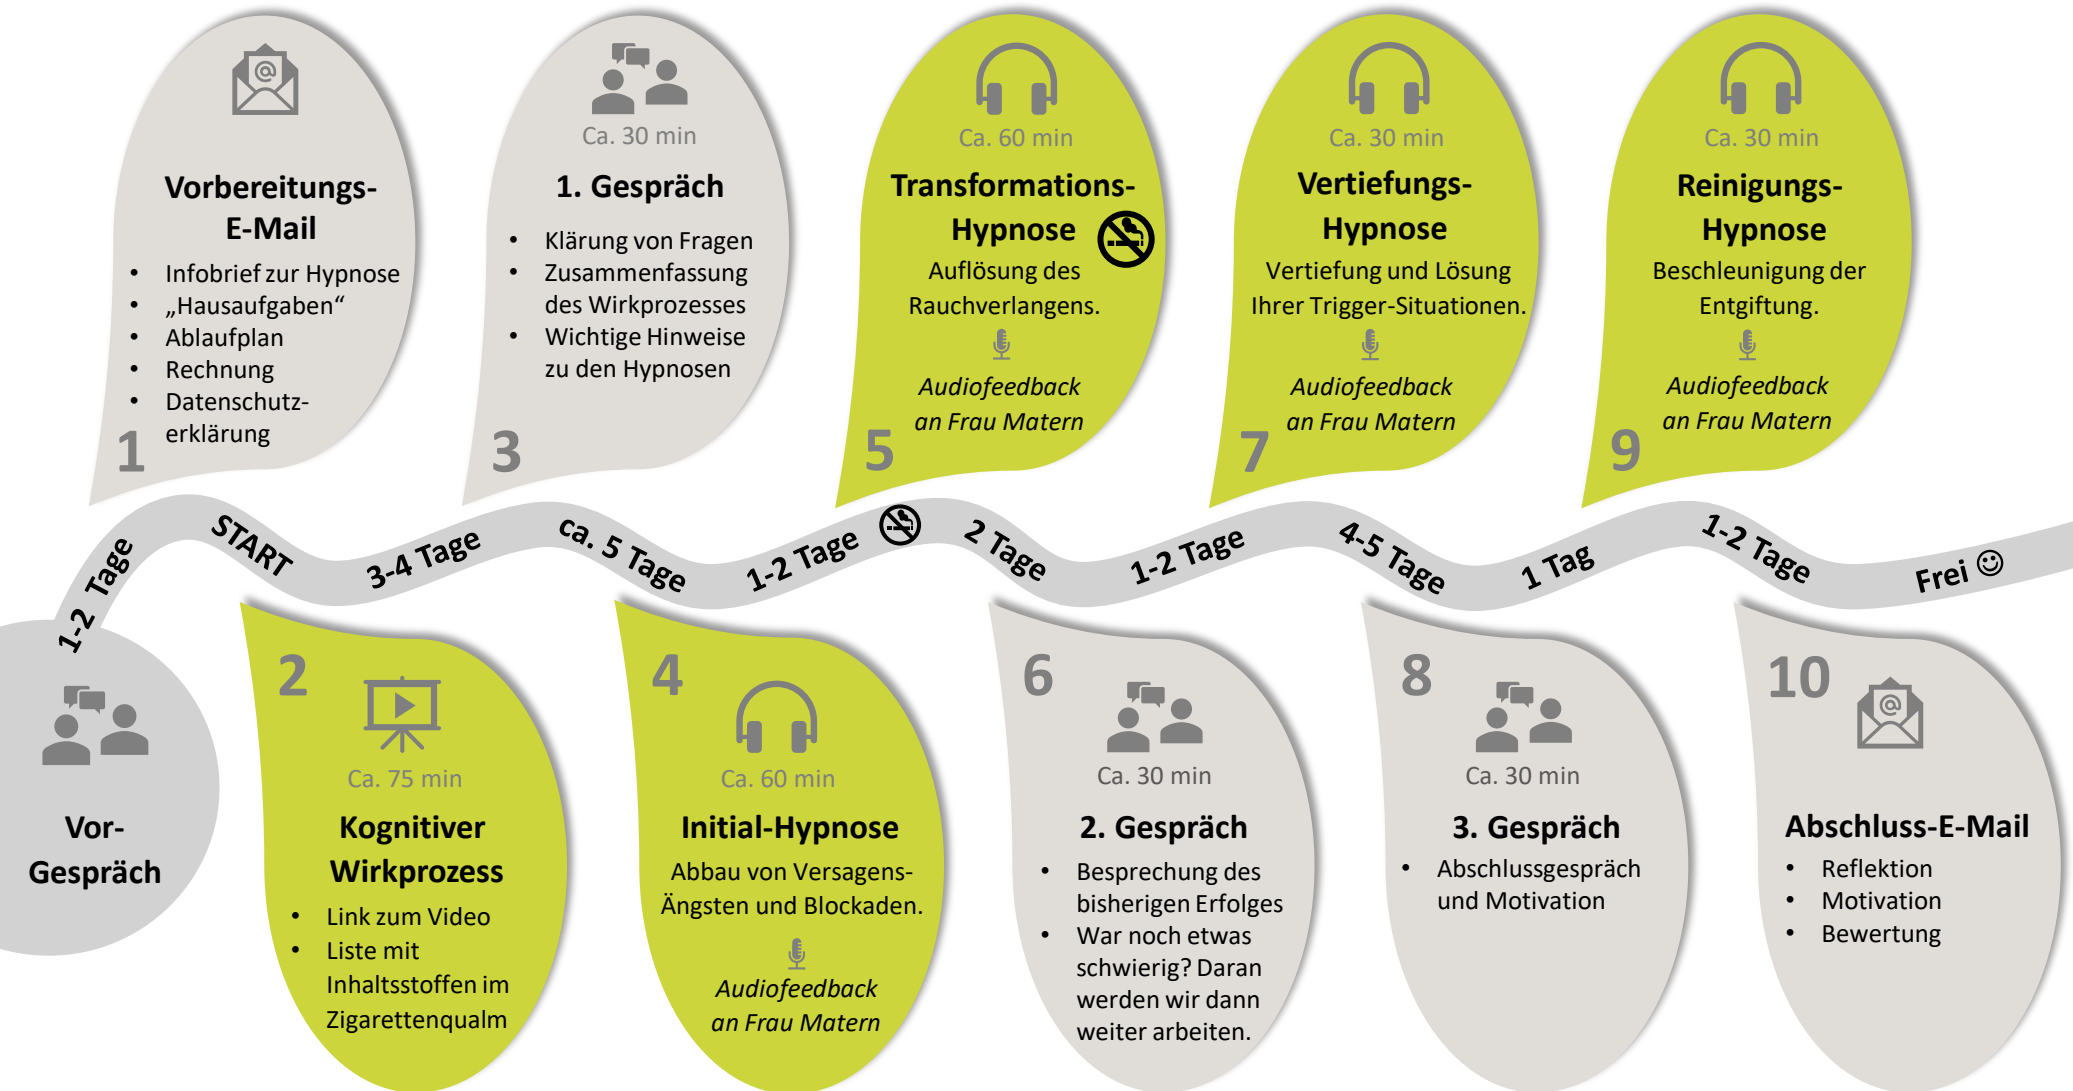 Vorbereitungs-
E-Mail
• Infobrief zur Hypnose
• „Hausaufgaben“
• Ablaufplan
• Rechnung
• Datenschutz-
erklärung
1
Ca. 30 min
1. Gespräch
• Klärung von Fragen
• Zusammenfassung
des Wirkprozesses
• Wichtige Hinweise
zu den Hypnosen
3
Ca. 60 min
Transformations-
Hypnose
Auflösung des
Rauchverlangens.
Audiofeedback
an Frau Matern
5
Ca. 30 min
Vertiefungs-
Hypnose
Vertiefung und Lösung
Ihrer Trigger-Situationen.
Audiofeedback
an Frau Matern
7
Ca. 30 min
Reinigungs-
Hypnose
Beschleunigung der
Entgiftung.
Audiofeedback
an Frau Matern
9
1-2 Tage
START
3-4 Tage
ca. 5 Tage
1-2 Tage
2 Tage
1-2 Tage
4-5 Tage
1 Tag
1-2 Tage
Frei ☺
Vor-
Gespräch
2
Ca. 75 min
Kognitiver
Wirkprozess
• Link zum Video
• Liste mit
Inhaltsstoffen im
Zigarettenqualm
4
Ca. 60 min
Initial-Hypnose
Abbau von Versagens-
Ängsten und Blockaden.
Audiofeedback
an Frau Matern
6
Ca. 30 min
2. Gespräch
• Besprechung des
bisherigen Erfolges
• War noch etwas
schwierig? Daran
werden wir dann
weiter arbeiten.
8
Ca. 30 min
3. Gespräch
• Abschlussgespräch
und Motivation
10
@
Abschluss-E-Mail
• Reflektion
• Motivation
• Bewertung